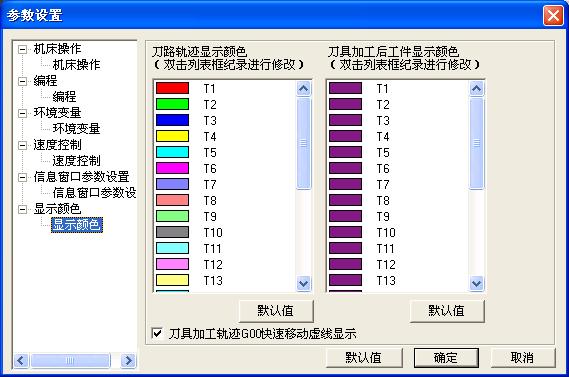 参数设置
机床操作
机床操作
编程
编程
环境变量
环境变量
速度控制
速度控制
信息窗口参数设置
信息窗口参数设
显示颜色
显示颜色
刀路轨迹显示颜色
（双击列表框纪录进行修改）
T1
T2
T3
T4
T5
T6
T7
T8
T9
T10
T11
T12
T13
默认值
刀具加工后工件显示颜色
（双击列表框纪录进行修改）
T1
T2
T3
T4
T5
T6
T7
T8
T9
T10
T11
T12
T13
默认值
刀具加工轨迹G00快速移动虚线显示
默认值
确定
取消